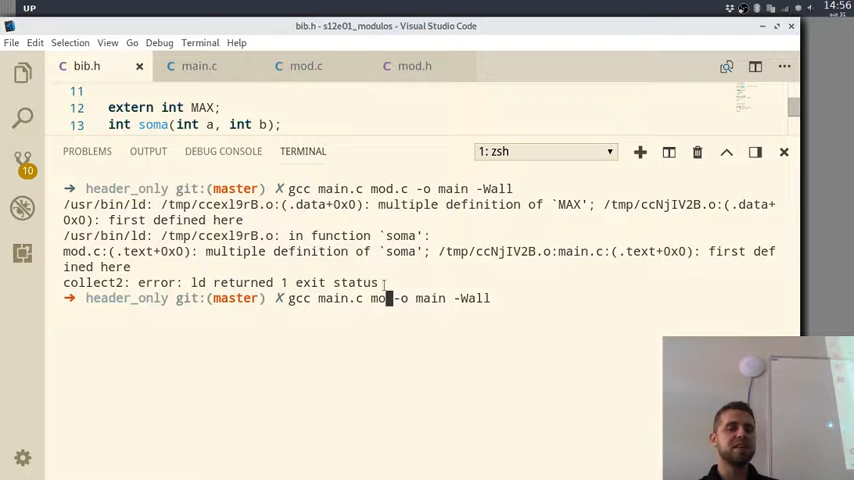 UP
14:56
out 31
bib.h - s12e01_modulos - Visual Studio Code
File Edit Selection View Go Debug Terminal Help
bib.h × main.c mod.c mod.h
11
12 extern int MAX;
13 int soma(int a, int b);
PROBLEMS OUTPUT DEBUG CONSOLE TERMINAL 1: zsh
➜ header_only git:(master) ✗ gcc main.c mod.c -o main -Wall
/usr/bin/ld: /tmp/ccexl9rB.o:(.data+0x0): multiple definition of `MAX'; /tmp/ccNjIV2B.o:(.data+
0x0): first defined here
/usr/bin/ld: /tmp/ccexl9rB.o: in function `soma':
mod.c:(.text+0x0): multiple definition of `soma'; /tmp/ccNjIV2B.o:main.c:(.text+0x0): first def
ined here
collect2: error: ld returned 1 exit status
➜ header_only git:(master) ✗ gcc main.c mo -o main -Wall
10